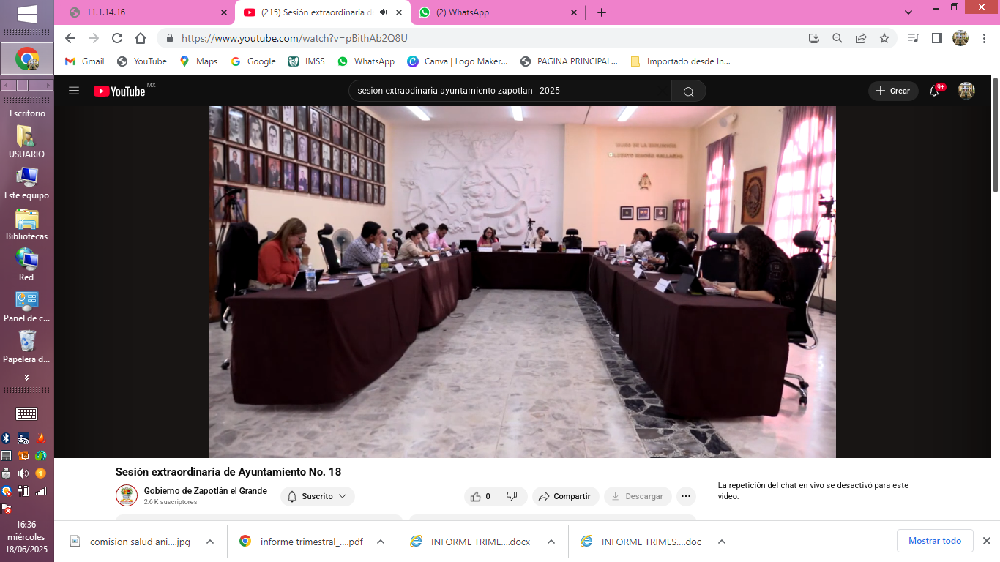 11.1.14.16
(215) Sesión extraordinaria d
(2) WhatsApp
https://www.youtube.com/watch?v=pBithAb2Q8U
Gmail
YouTube
Maps
Google
IMSS
WhatsApp
Canva | Logo Maker...
PAGINA PRINCIPAL...
Importado desde In...
YouTube MX
sesion extraodinaria ayuntamiento zapotlan 2025
Crear
9+
Escritorio
USUARIO
Este equipo
Bibliotecas
Red
Panel de c...
Papelera d...
16:36
miércoles
18/06/2025
Sesión extraordinaria de Ayuntamiento No. 18
Gobierno de Zapotlán el Grande
2.6 K suscriptores
Suscrito
0
Compartir
Descargar
La repetición del chat en vivo se desactivó para este
video.
comision salud ani....jpg
informe trimestral_....pdf
INFORME TRIME....docx
INFORME TRIMES....doc
Mostrar todo